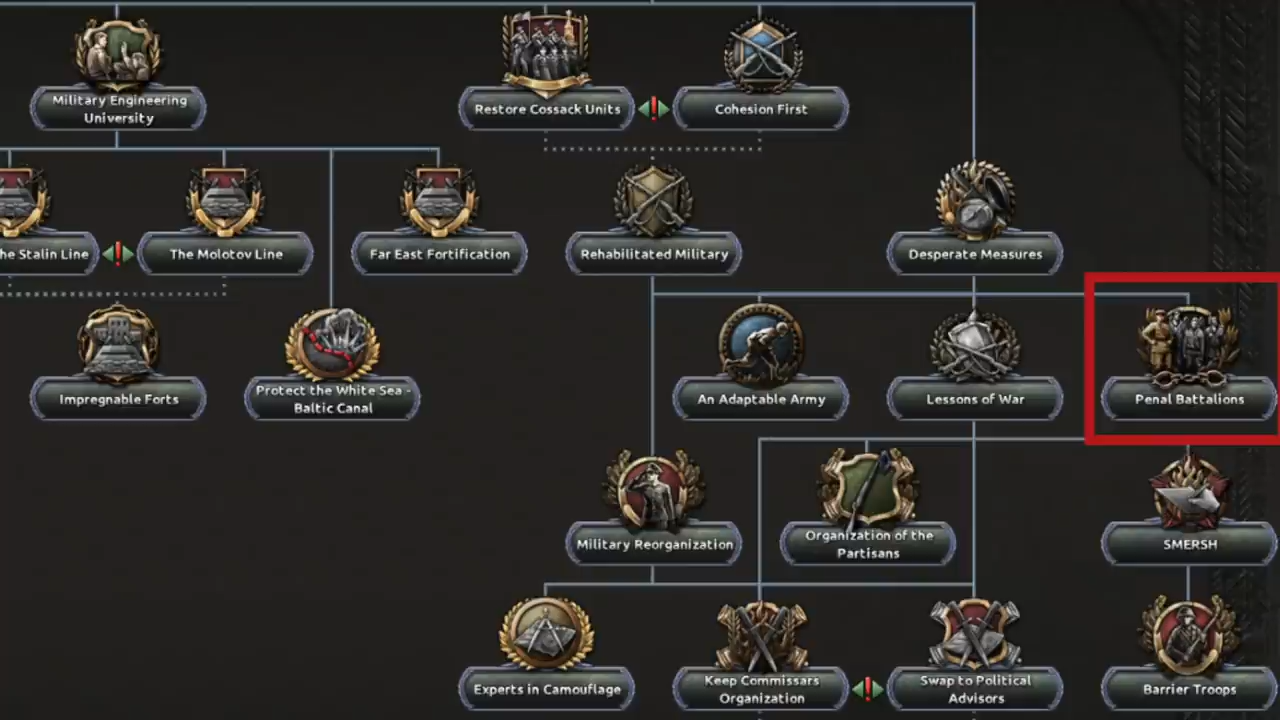 Military Engineering
University
Restore Cossack Units
Cohesion First
he Stalin Line
The Molotov Line
Far East Fortification
Rehabilitated Military
Desperate Measures
Impregnable Forts
Protect the White Sea -
Baltic Canal
An Adaptable Army
Lessons of War
Penal Battalions
Military Reorganization
Organization of the
Partisans
SMERSH
Experts in Camouflage
Keep Commissars
Organization
Swap to Political
Advisors
Barrier Troops